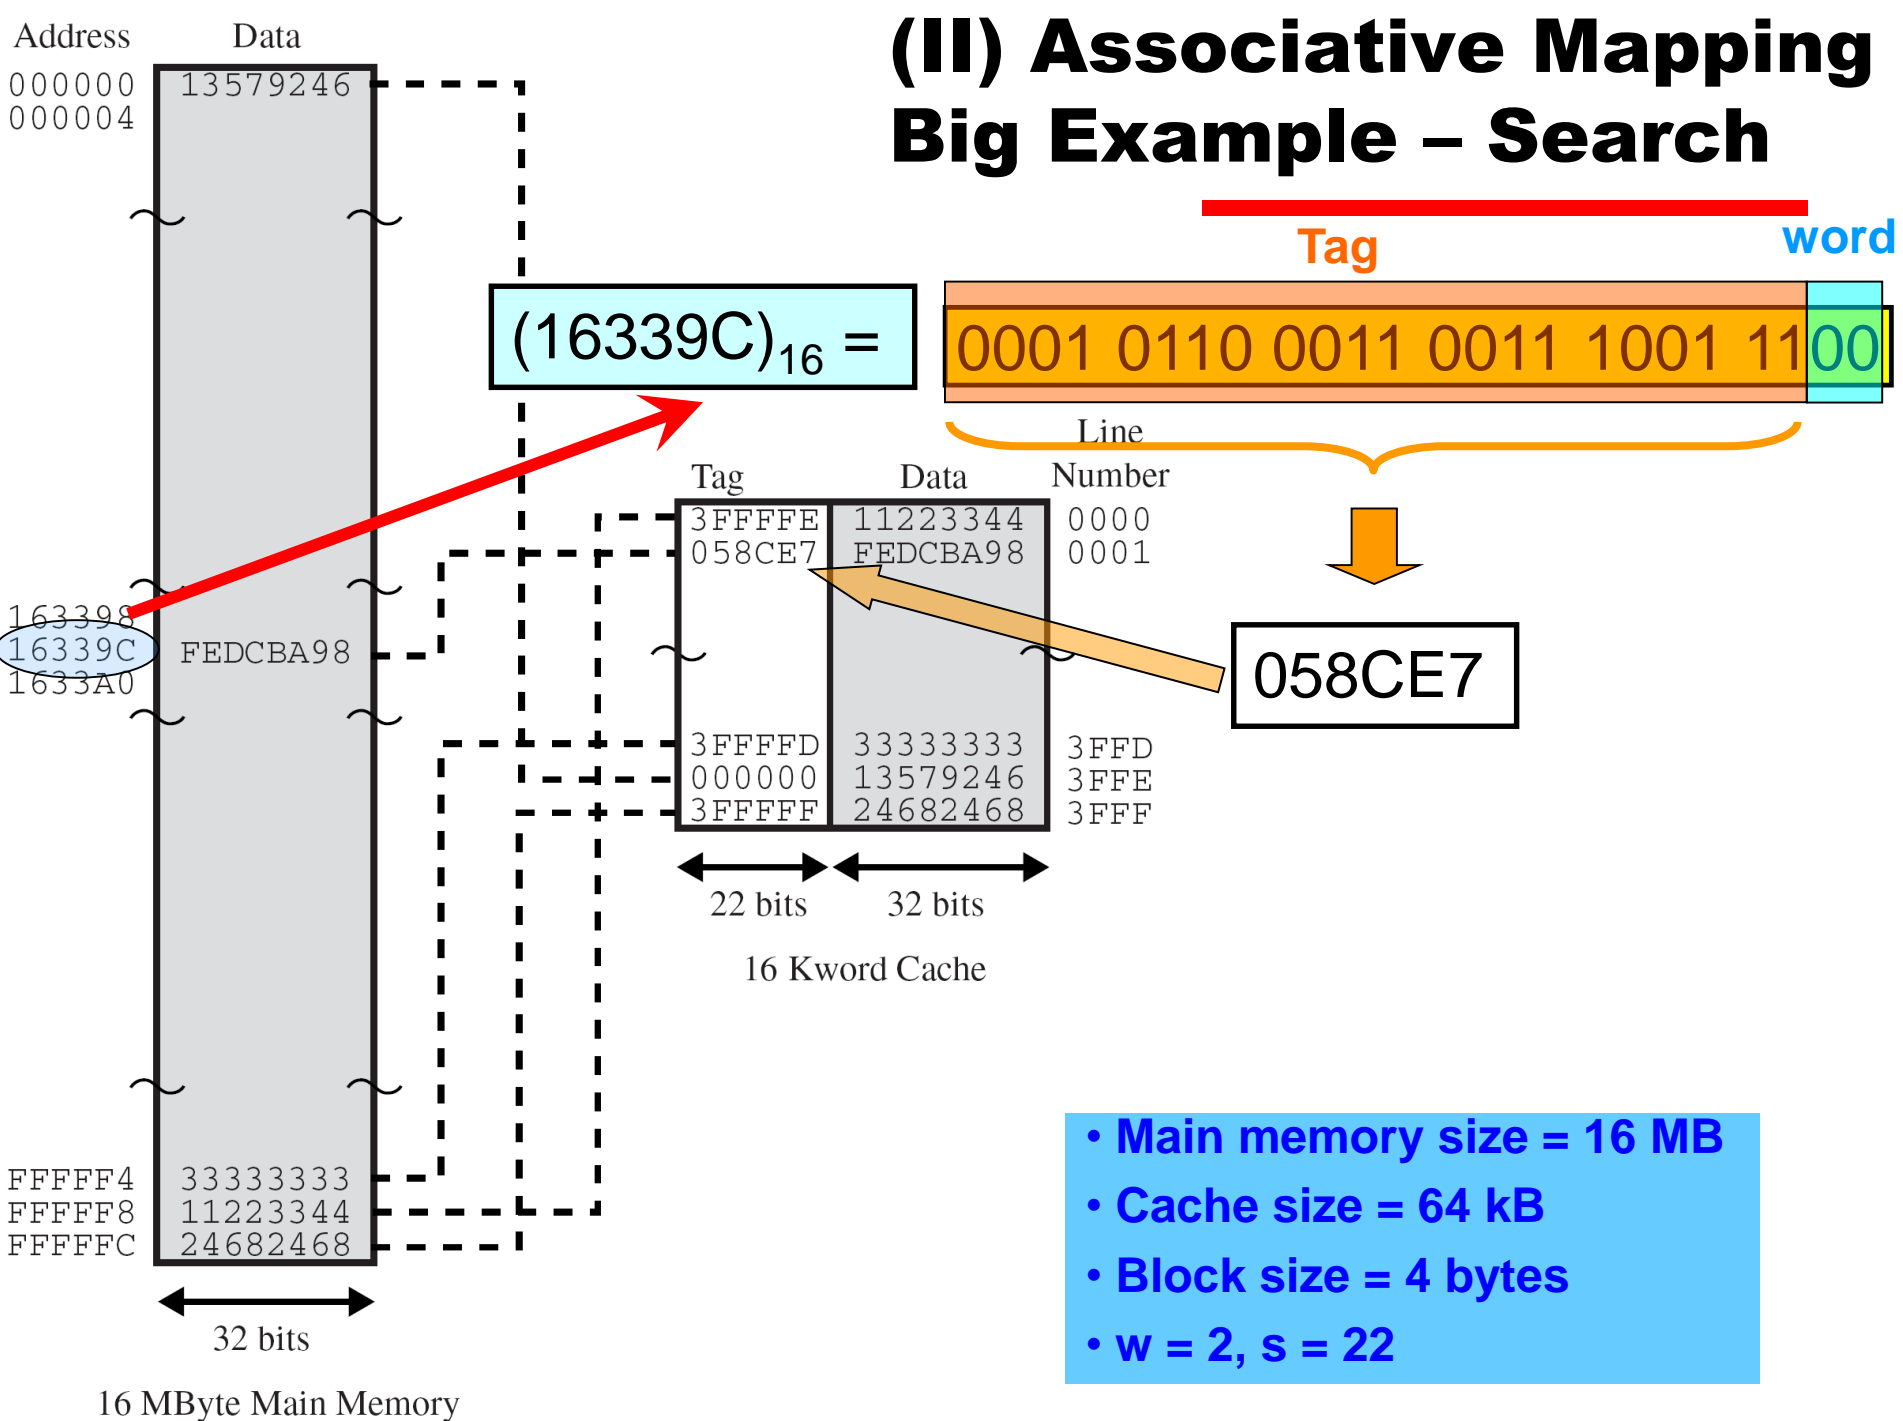 (II) Associative Mapping
Big Example – Search
Address Data
000000 13579246
000004
Tag word
(16339C)16 = 0001 0110 0011 0011 1001 1100
Line
Tag Data Number
3FFFFE 11223344 0000
058CE7 FEDCBA98 0001
163398
16339C FEDCBA98
1633A0
058CE7
3FFFFD 33333333 3FFD
000000 13579246 3FFE
3FFFFF 24682468 3FFF
22 bits 32 bits
16 Kword Cache
FFFFF4 33333333
FFFFF8 11223344
FFFFFC 24682468
32 bits
16 MByte Main Memory
• Main memory size = 16 MB
• Cache size = 64 kB
• Block size = 4 bytes
• w = 2, s = 22